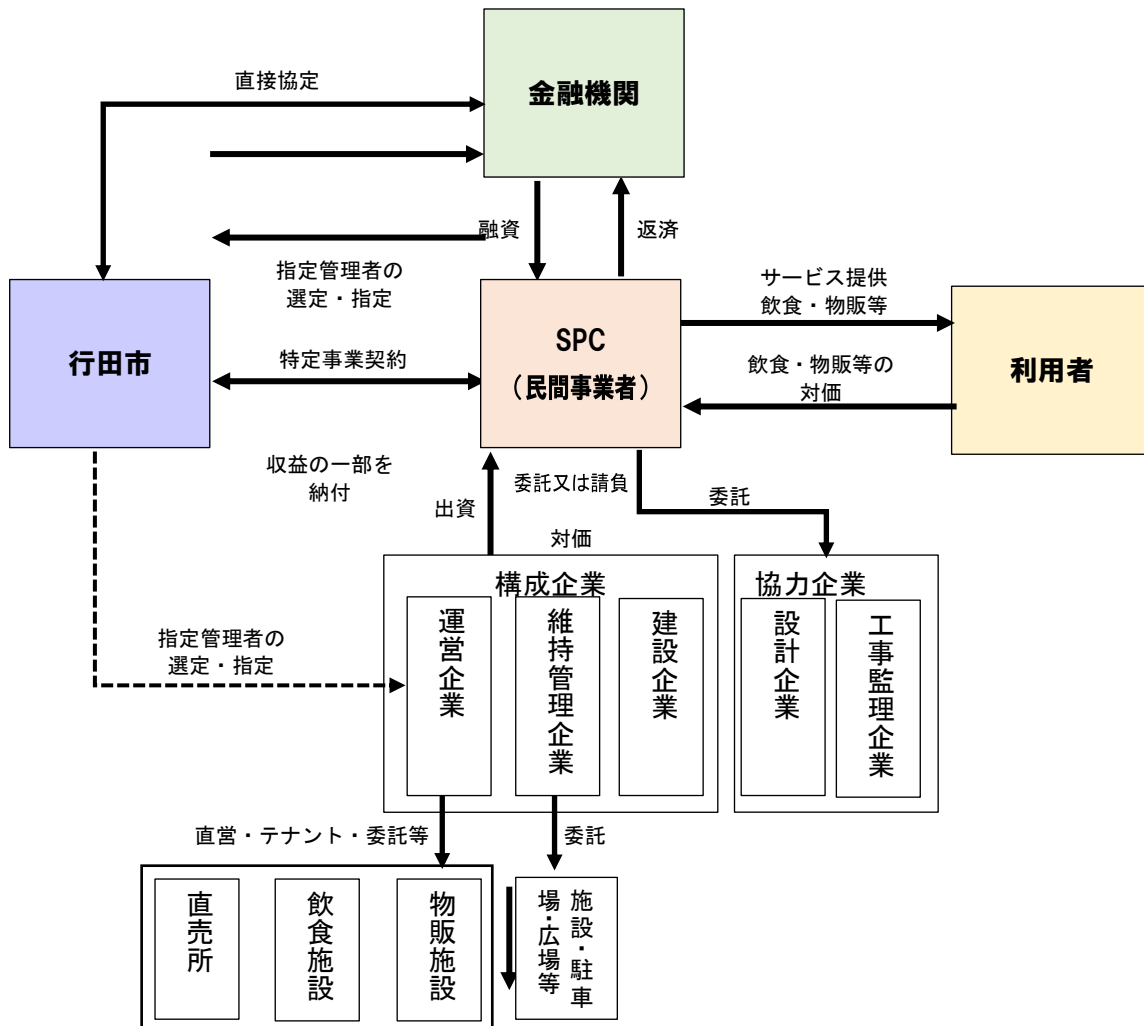 直接協定
金融機関
融資
返済
指定管理者の
選定・指定
サービス提供
飲食・物販等
行田市
特定事業契約
SPC
（民間事業者）
飲食・物販等の
対価
利用者
収益の一部を
納付
出資
委託又は請負
委託
対価
構成企業
運営企業
維持管理企業
建設企業
協力企業
設計企業
工事監理企業
指定管理者の
選定・指定
直営・テナント・委託等
委託
直売所
飲食施設
物販施設
施設・駐車
場・広場等